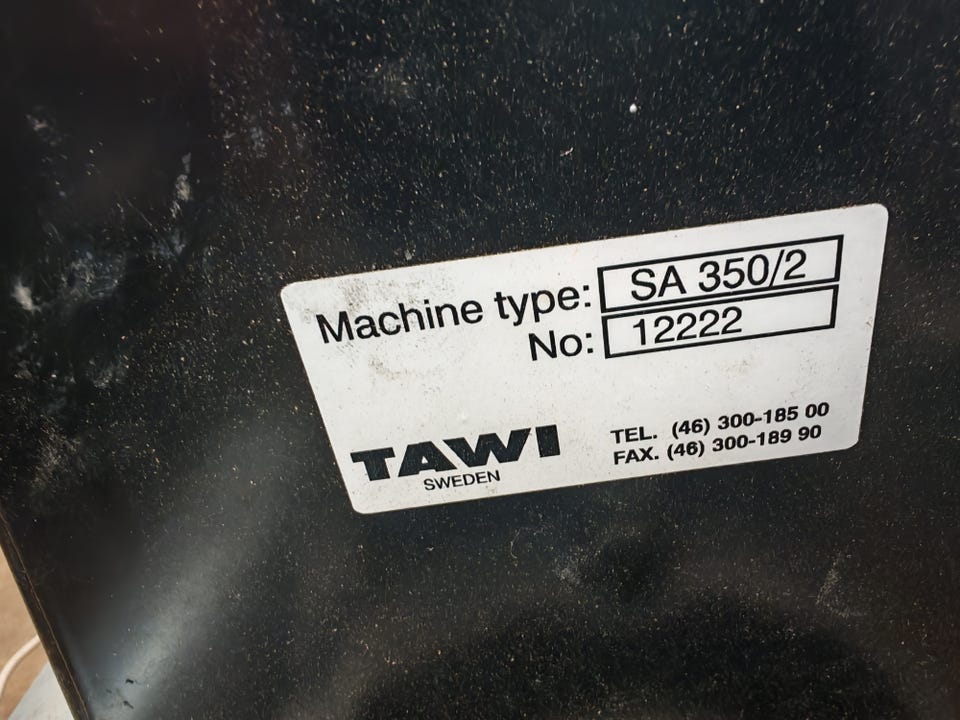 Machine type: SA 350/2
No: 12222
TAWI
SWEDEN
TEL. (46) 300-185 00
FAX. (46) 300-189 90